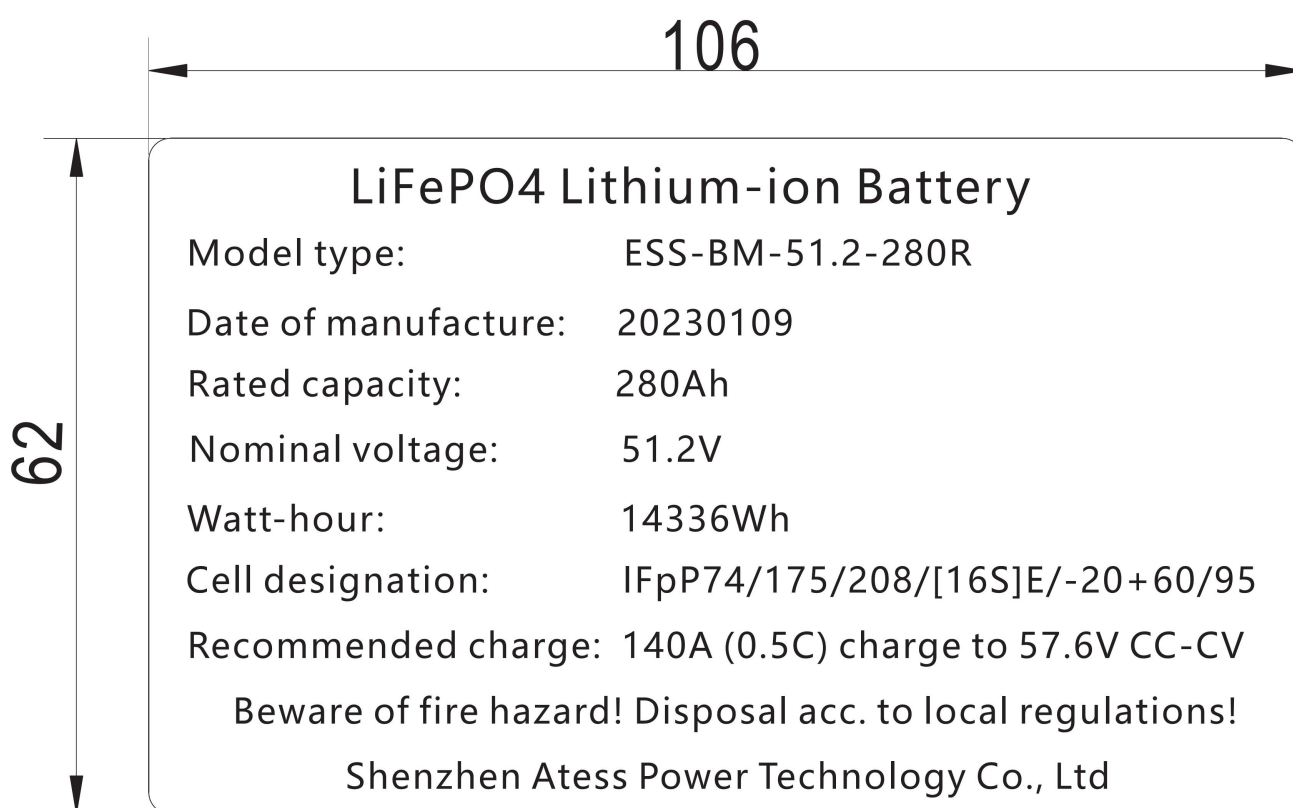 106
62
LiFePO4 Lithium-ion Battery
Model type: ESS-BM-51.2-280R
Date of manufacture: 20230109
Rated capacity: 280Ah
Nominal voltage: 51.2V
Watt-hour: 14336Wh
Cell designation: IFpP74/175/208/[16S]E/-20+60/95
Recommended charge: 140A (0.5C) charge to 57.6V CC-CV
Beware of fire hazard! Disposal acc. to local regulations!
Shenzhen Atess Power Technology Co., Ltd